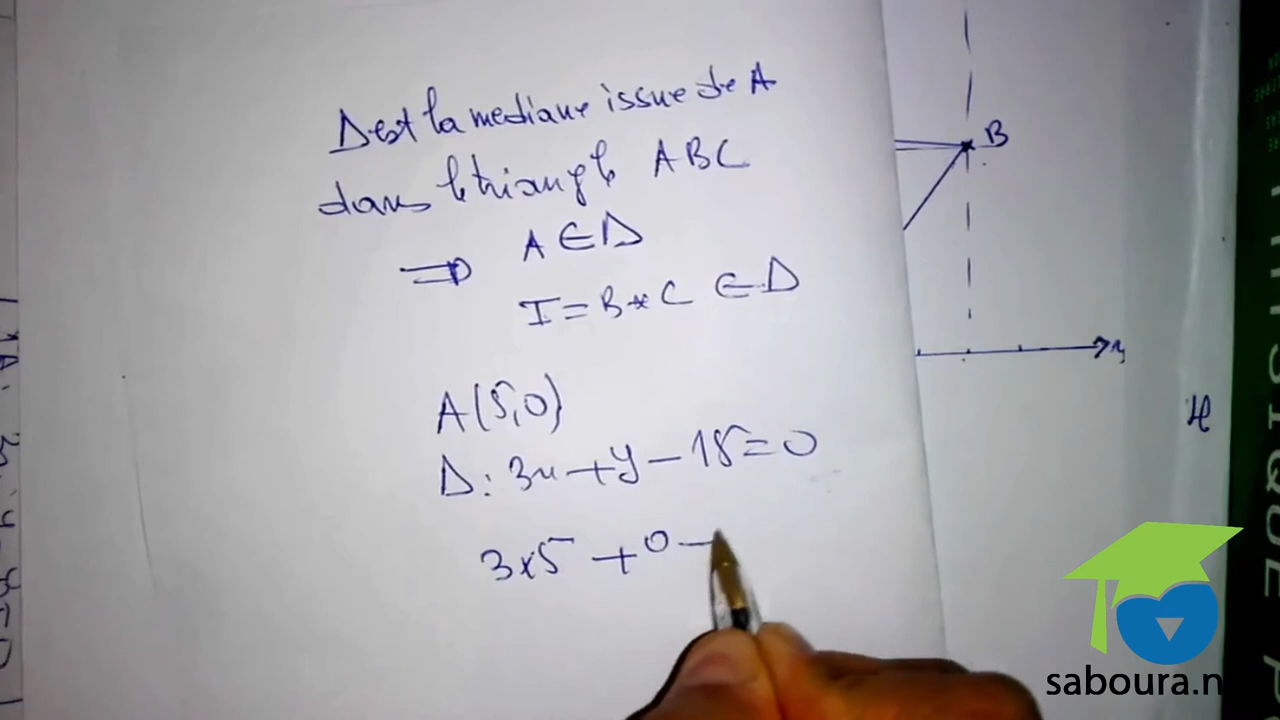 Δ est la mediane issue de A
dans le triangle ABC
⇒ A ∈ Δ
I = B * C ∈ Δ
A(5,0)
Δ: 3x + y - 15 = 0
3x5 + 0 -
B
saboura.n